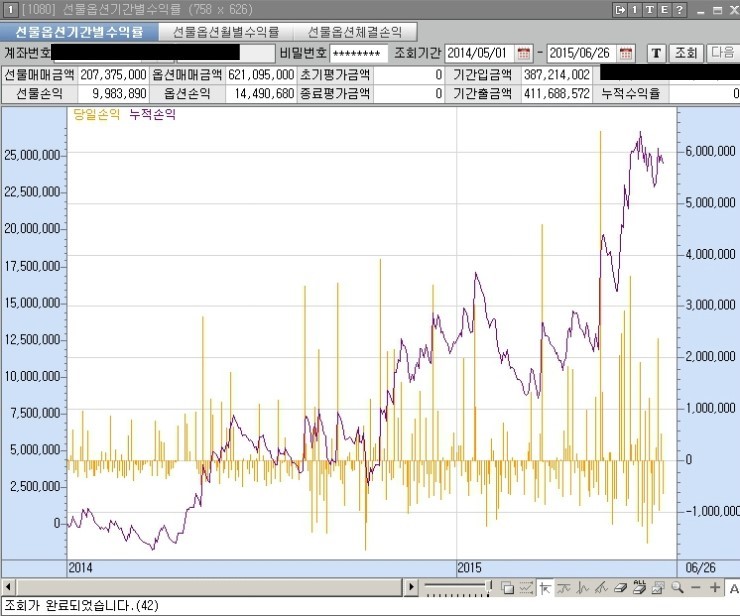 1 [1080] 선물옵션기간별수익률 (758 x 626) 1 T E ?
선물옵션기간별수익률 선물옵션월별수익률 선물옵션체결손익
계좌번호 비밀번호 ******** 조회기간 2014/05/01 - 2015/06/26 T 조회 다음
선물매매금액 207,375,000 옵션매매금액 621,095,000 초기평가금액 0 기간입금액 387,214,002
선물손익 9,983,890 옵션손익 14,490,680 종료평가금액 0 기간출금액 411,688,572 누적수익률 0
당일손익 누적손익
25,000,000 6,000,000
22,500,000 5,000,000
20,000,000
17,500,000 4,000,000
15,000,000 3,000,000
12,500,000
10,000,000 2,000,000
7,500,000 1,000,000
5,000,000 0
2,500,000
0 -1,000,000
2014 2015 06/26
ALL A
조회가 완료되었습니다.(42)